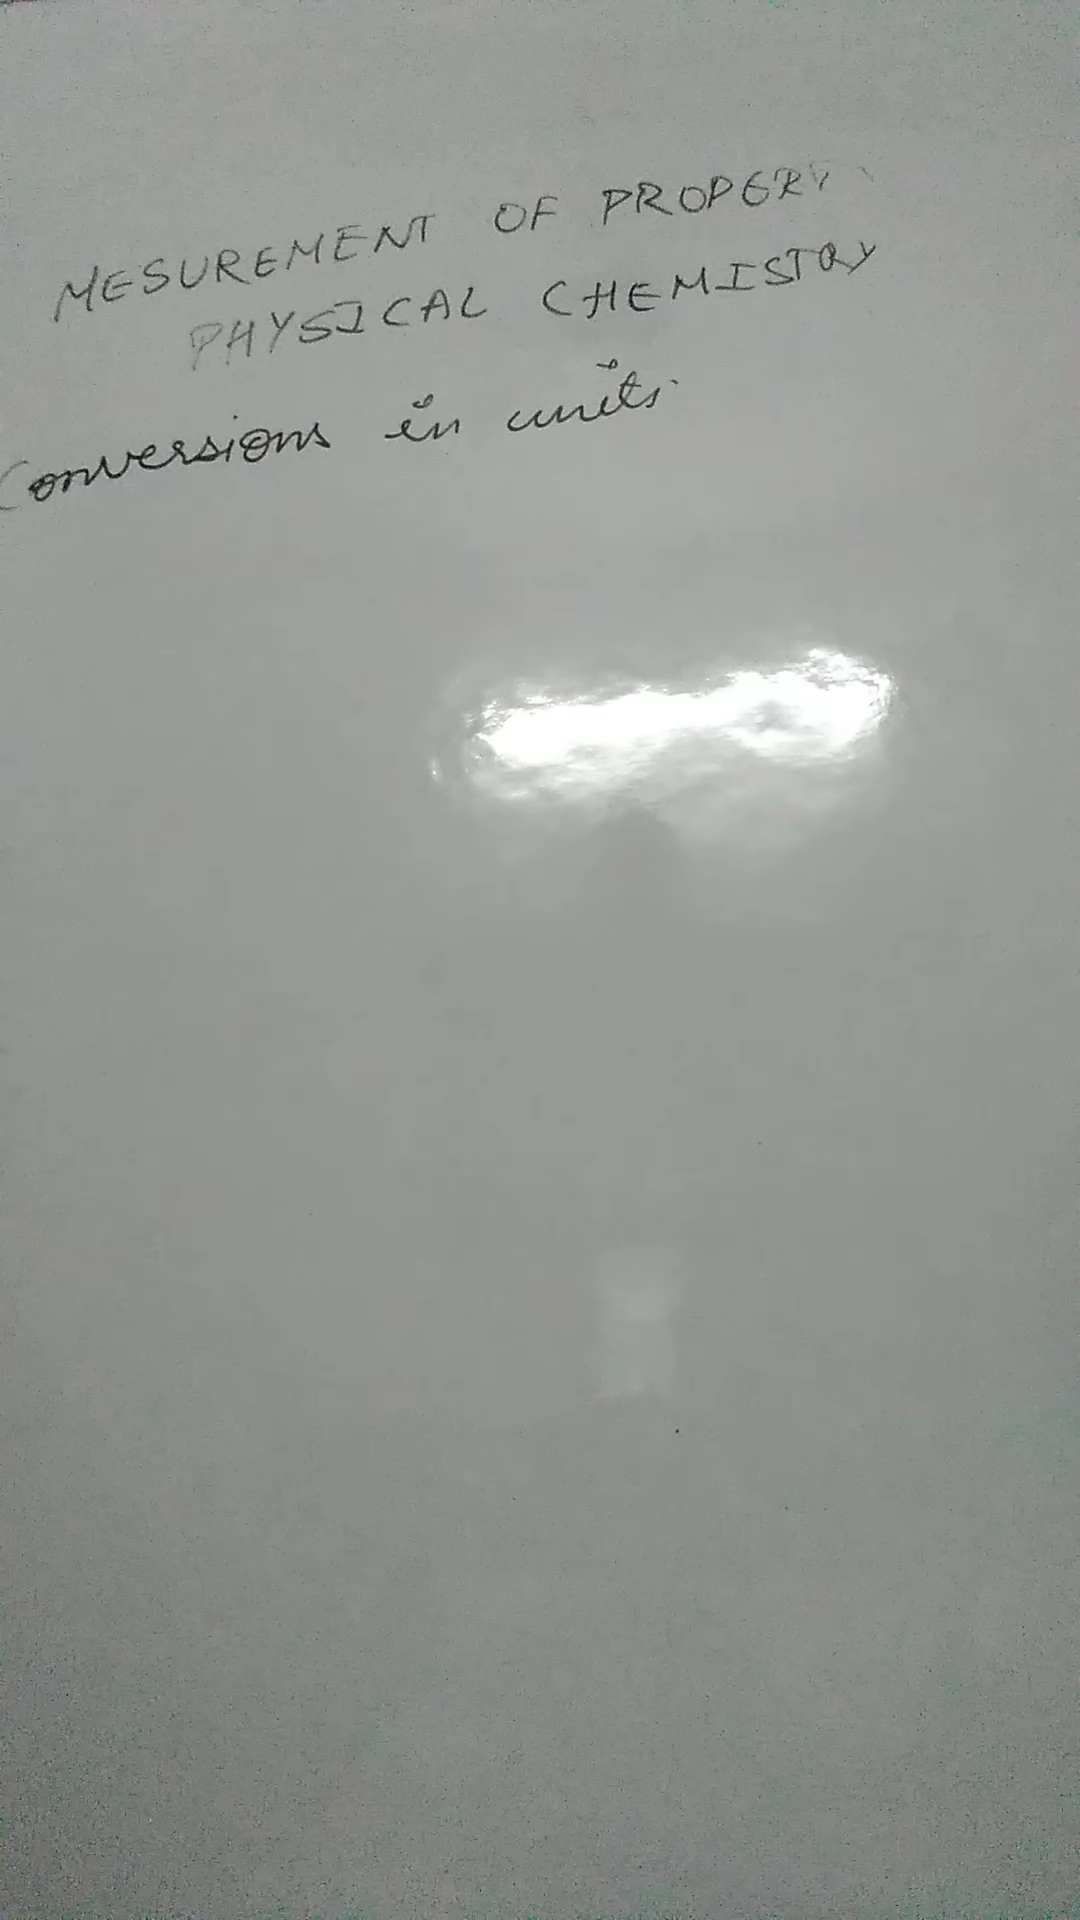 MESUREMENT OF PROPERTY
PHYSICAL CHEMISTRY
Conversions in units.